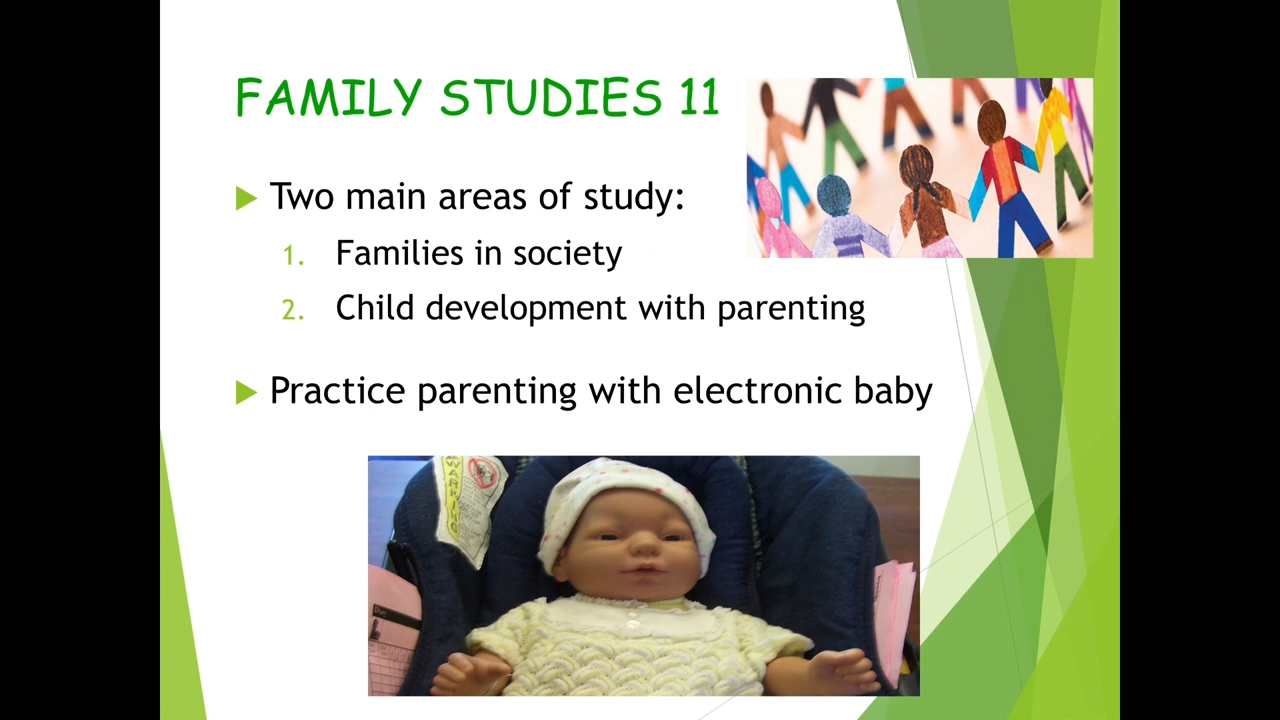 FAMILY STUDIES 11
Two main areas of study:
1. Families in society
2. Child development with parenting
Practice parenting with electronic baby
WARNING